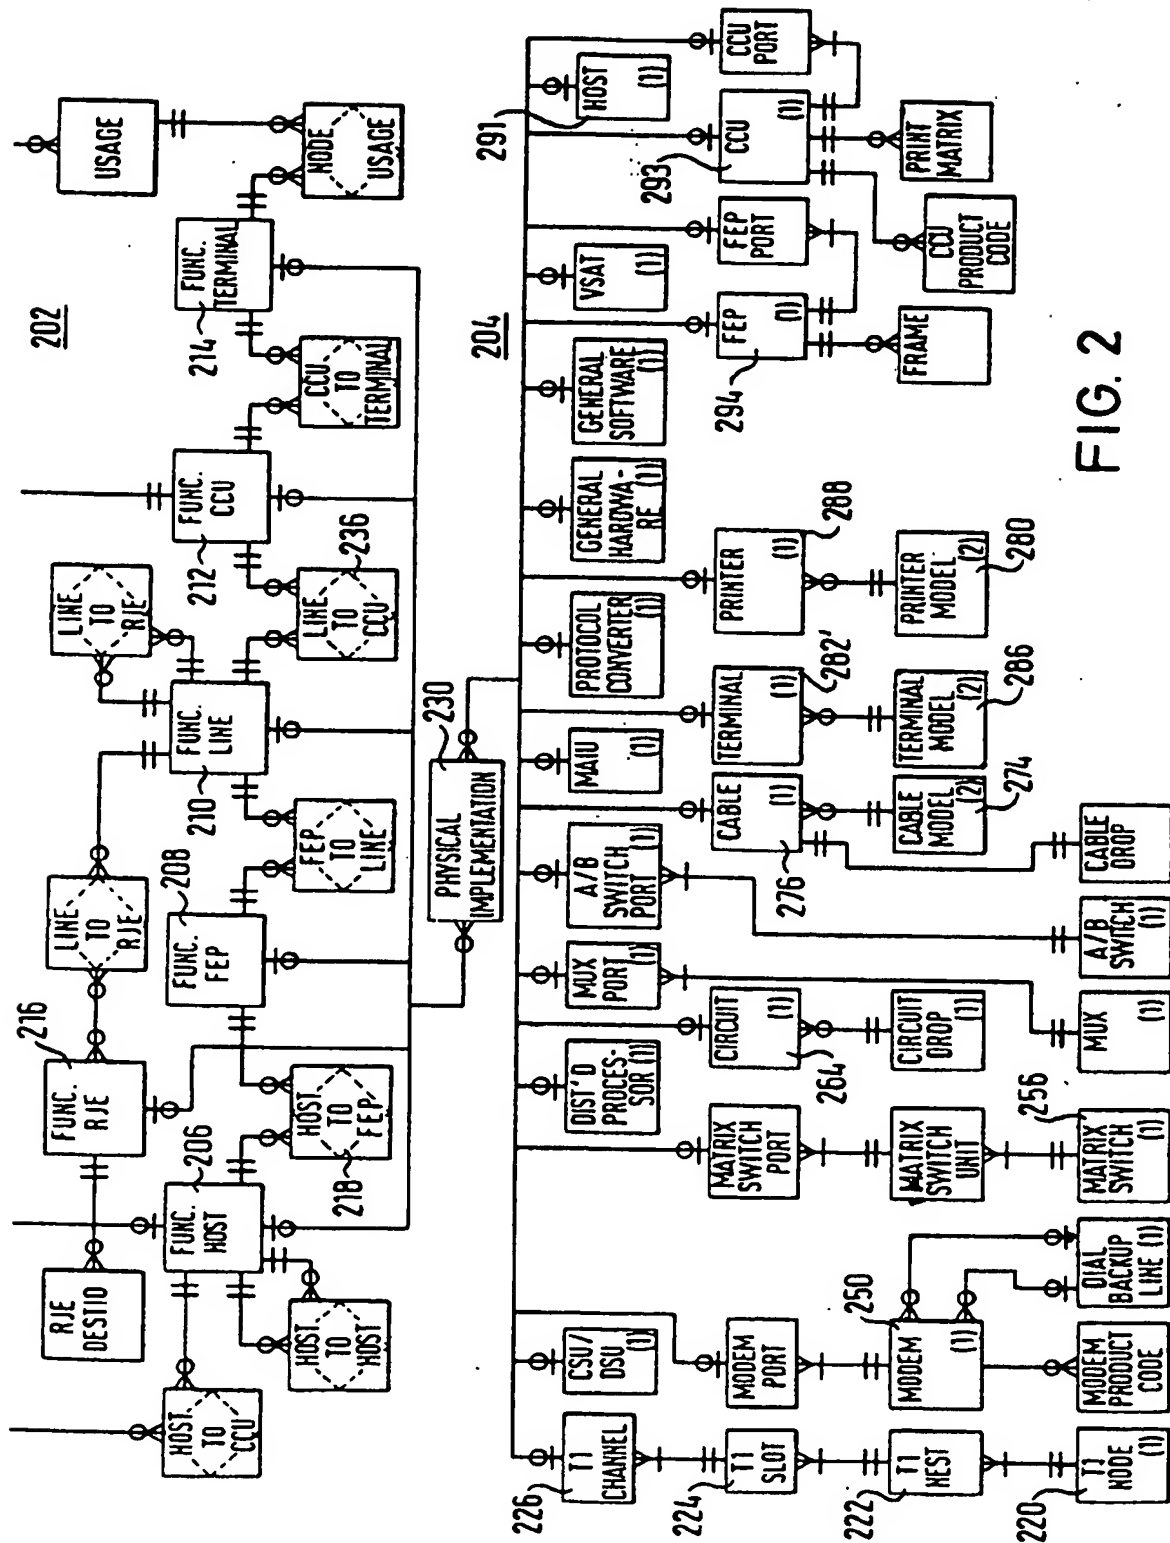 202
USAGE
NODE
USAGE
FUNC.
TERMINAL
214
CCU
TO
TERMINAL
FUNC.
CCU
212
LINE
TO
RJE
LINE
TO
CCU
236
FUNC.
LINE
210
FEP
TO
LINE
LINE
TO
RJE
FUNC.
FEP
208
216
FUNC.
RJE
HOST
TO
FEP
218
FUNC.
HOST
206
RJE
DESTID
HOST
TO
HOST
HOST
TO
CCU
PHYSICAL
IMPLEMENTATION
230
204
T1
CHANNEL
226
T1
SLOT
224
T1
NEST
222
T1
NODE
(1)
220
CSU/
DSU
(1)
MODEM
PORT
MODEM
(1)
250
MODEM
PRODUCT
CODE
DIAL
BACKUP
LINE (1)
MATRIX
SWITCH
PORT
MATRIX
SWITCH
UNIT
MATRIX
SWITCH
(1)
256
DIST'D
PROCES-
SOR (1)
CIRCUIT
(1)
264
CIRCUIT
DROP
(1)
MUX
PORT
(1)
MUX
(1)
A/B
SWITCH
PORT
(1)
A/B
SWITCH
(1)
CABLE
(1)
276
CABLE
MODEL
(2)
274
CABLE
DROP
MAIU
(1)
TERMINAL
(1)
282'
TERMINAL
MODEL
(2)
286
PROTOCOL
CONVERTER
(1)
PRINTER
(1)
288
PRINTER
MODEL
(2)
280
GENERAL
HARDWA-
RE (1)
GENERAL
SOFTWARE
(1)
FEP
(1)
294
FRAME
VSAT
(1)
FEP
PORT
CCU
(1)
293
CCU
PRODUCT
CODE
PRINT
MATRIX
HOST
(1)
291
CCU
PORT
FIG. 2